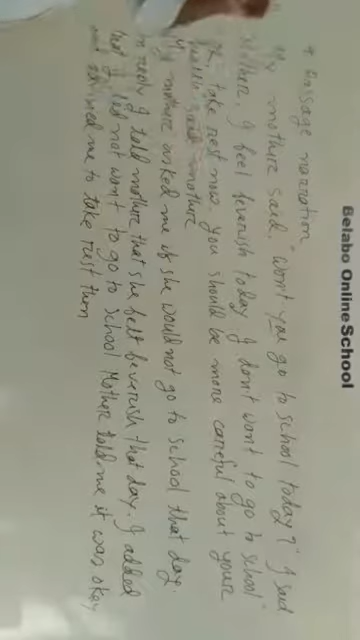 Belabo Online School
4. Passage narration
My mother said, "Won't you go to school today?" I said
Mother, I feel feverish today. I don't want to go to school"
take rest now. You should be more careful about your
said mother
My mother asked me if she would not go to school that day.
In reply I told mother that she felt feverish that day. I added
that I did not want to go to school Mother told me it was okey,
and advised me to take rest then